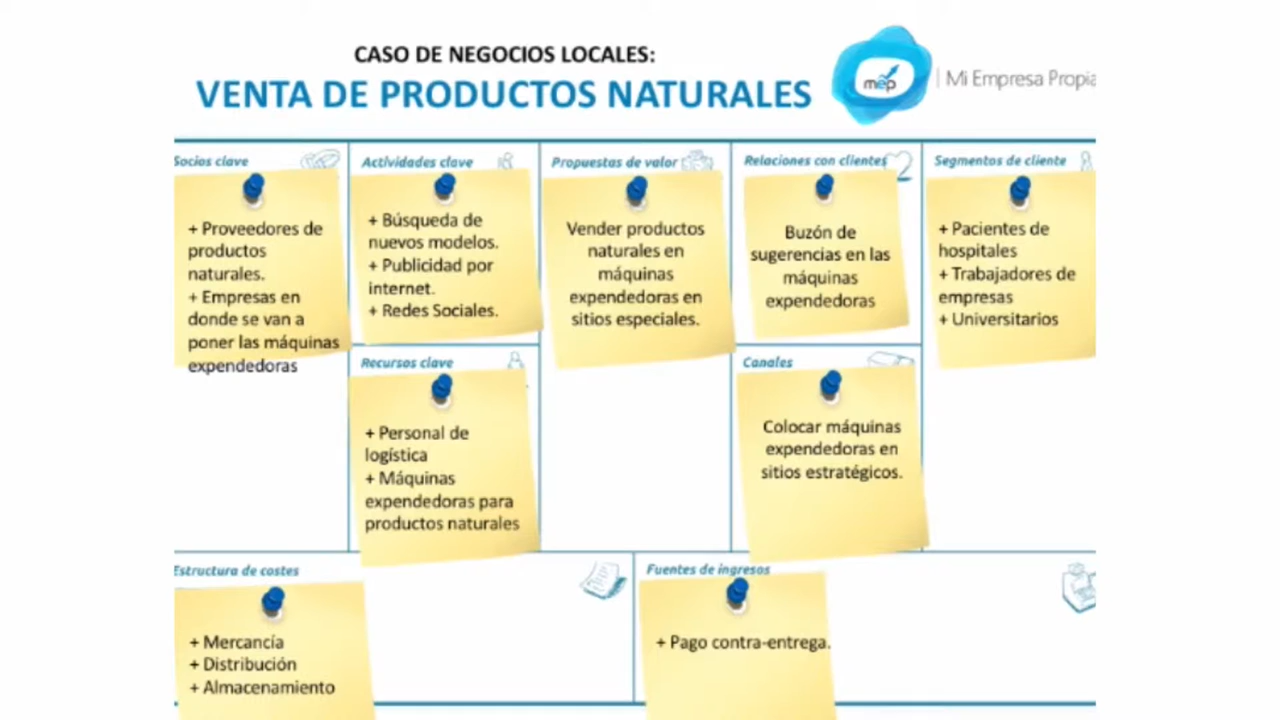 CASO DE NEGOCIOS LOCALES:
VENTA DE PRODUCTOS NATURALES
mep
Mi Empresa Propia
Socios clave
+ Proveedores de
productos
naturales.
+ Empresas en
donde se van a
poner las máquinas
expendedoras
Actividades clave
+ Búsqueda de
nuevos modelos.
+ Publicidad por
internet.
+ Redes Sociales.
Recursos clave
+ Personal de
logística
+ Máquinas
expendedoras para
productos naturales
Propuestas de valor
Vender productos
naturales en
máquinas
expendedoras en
sitios especiales.
Relaciones con clientes
Buzón de
sugerencias en las
máquinas
expendedoras
Canales
Colocar máquinas
expendedoras en
sitios estratégicos.
Segmentos de cliente
+ Pacientes de
hospitales
+ Trabajadores de
empresas
+ Universitarios
Estructura de costes
+ Mercancía
+ Distribución
+ Almacenamiento
Fuentes de ingresos
+ Pago contra-entrega.